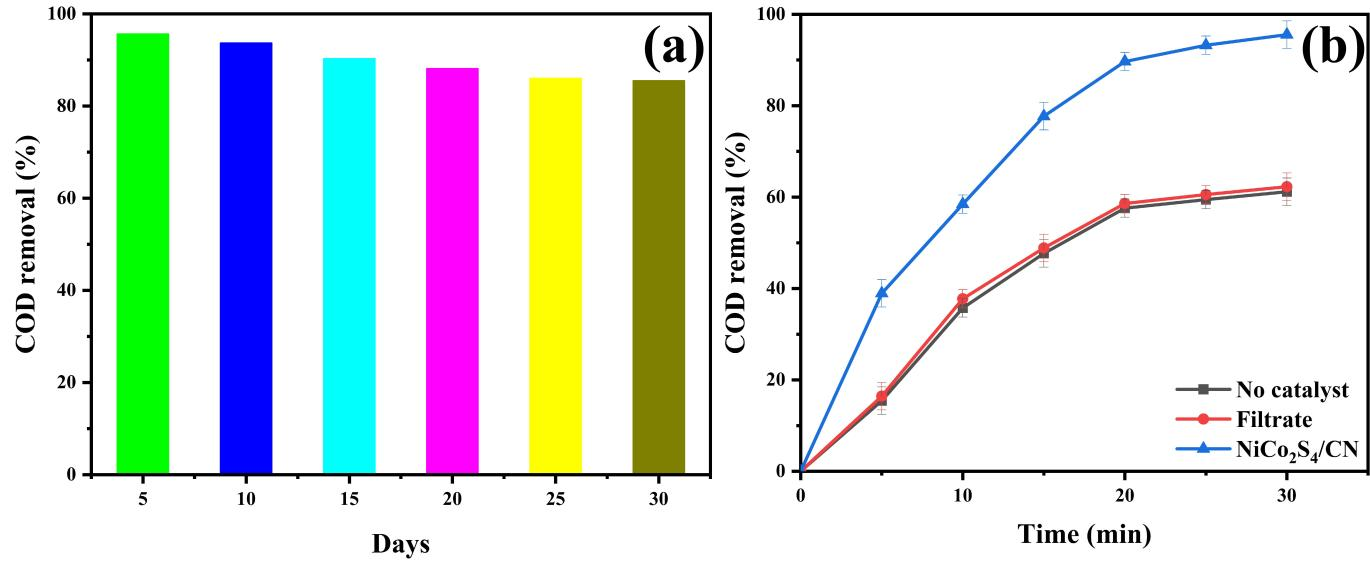 (a)
COD removal (%)
100
80
60
40
20
0
5 10 15 20 25 30
Days
(b)
COD removal (%)
100
80
60
40
20
0
0 10 20 30
Time (min)
No catalyst
Filtrate
NiCo₂S₄/CN